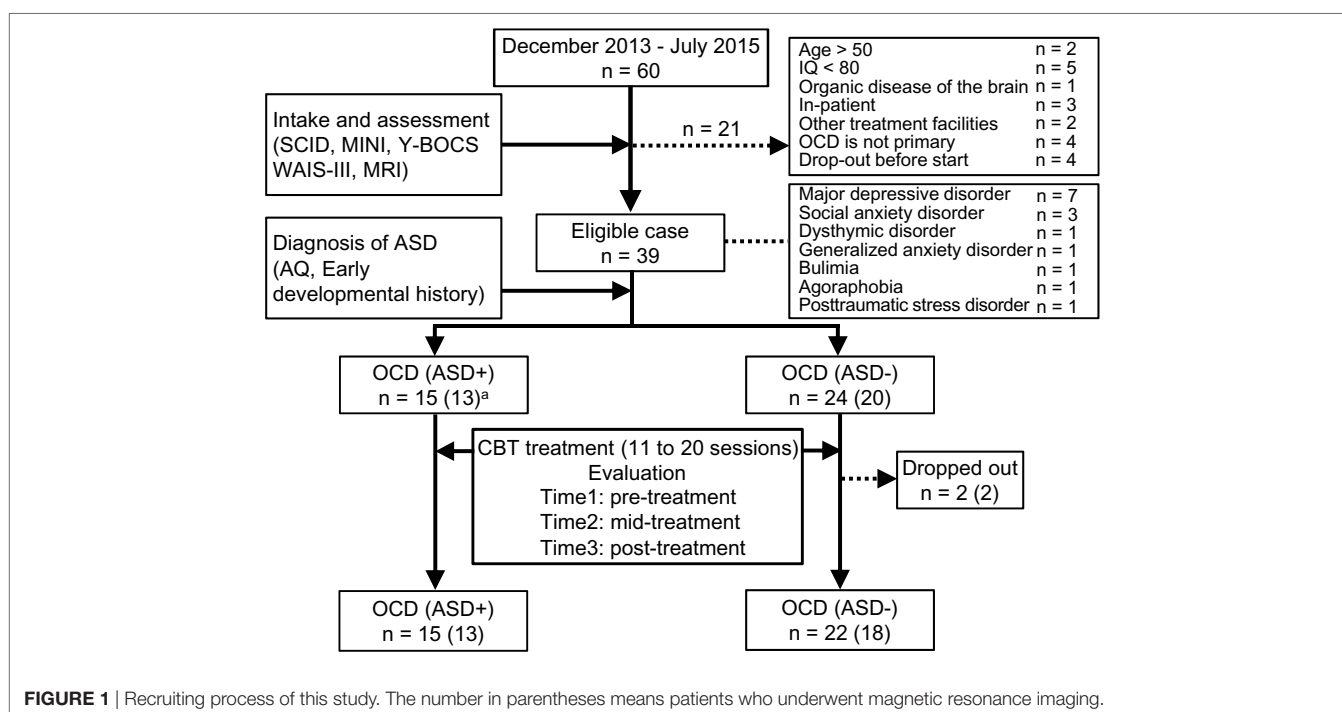 December 2013 - July 2015
n = 60
Age > 50 n = 2
IQ < 80 n = 5
Organic disease of the brain n = 1
In-patient n = 3
Other treatment facilities n = 2
OCD is not primary n = 4
Drop-out before start n = 4
Intake and assessment
(SCID, MINI, Y-BOCS
WAIS-III, MRI)
n = 21
Eligible case
n = 39
Major depressive disorder n = 7
Social anxiety disorder n = 3
Dysthymic disorder n = 1
Generalized anxiety disorder n = 1
Bulimia n = 1
Agoraphobia n = 1
Posttraumatic stress disorder n = 1
Diagnosis of ASD
(AQ, Early
developmental history)
OCD (ASD+)
n = 15 (13)ᵃ
OCD (ASD-)
n = 24 (20)
CBT treatment (11 to 20 sessions)
Evaluation
Time1: pre-treatment
Time2: mid-treatment
Time3: post-treatment
Dropped out
n = 2 (2)
OCD (ASD+)
n = 15 (13)
OCD (ASD-)
n = 22 (18)
FIGURE 1 | Recruiting process of this study. The number in parentheses means patients who underwent magnetic resonance imaging.